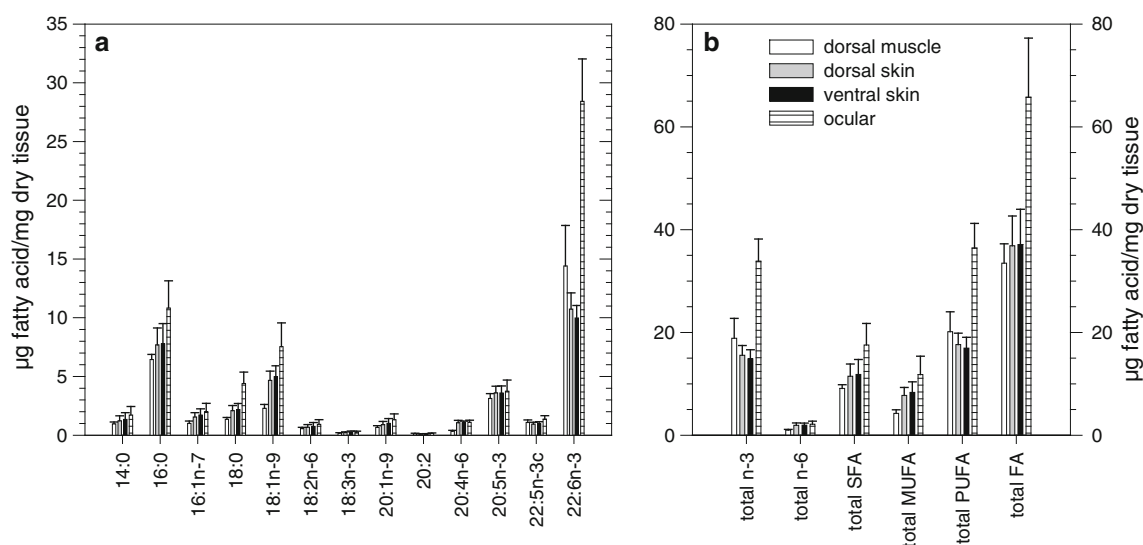 a
µg fatty acid/mg dry tissue
35
30
25
20
15
10
5
0
14:0
16:0
16:1n-7
18:0
18:1n-9
18:2n-6
18:3n-3
20:1n-9
20:2
20:4n-6
20:5n-3
22:5n-3c
22:6n-3
b
dorsal muscle
dorsal skin
ventral skin
ocular
80
60
40
20
0
total n-3
total n-6
total SFA
total MUFA
total PUFA
total FA
80
60
40
20
0
µg fatty acid/mg dry tissue